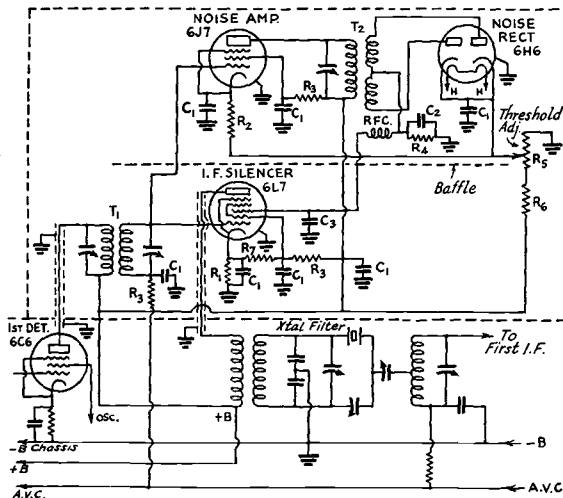 NOISE AMP.
6J7
T2
NOISE
RECT
6H6
H
H
C1
R2
C1
R3
C2
R.F.C.
R4
C1
Threshold
Adj.
R5
Baffle
I.F. SILENCER
6L7
T1
C1
R3
C3
R7
R1
C1
C1
R3
C1
R6
1ST DET.
6C6
Xtal Filter
To
First I.F.
OSC.
+B
-B
Chassis
-B
+B
A.V.C.
A.V.C